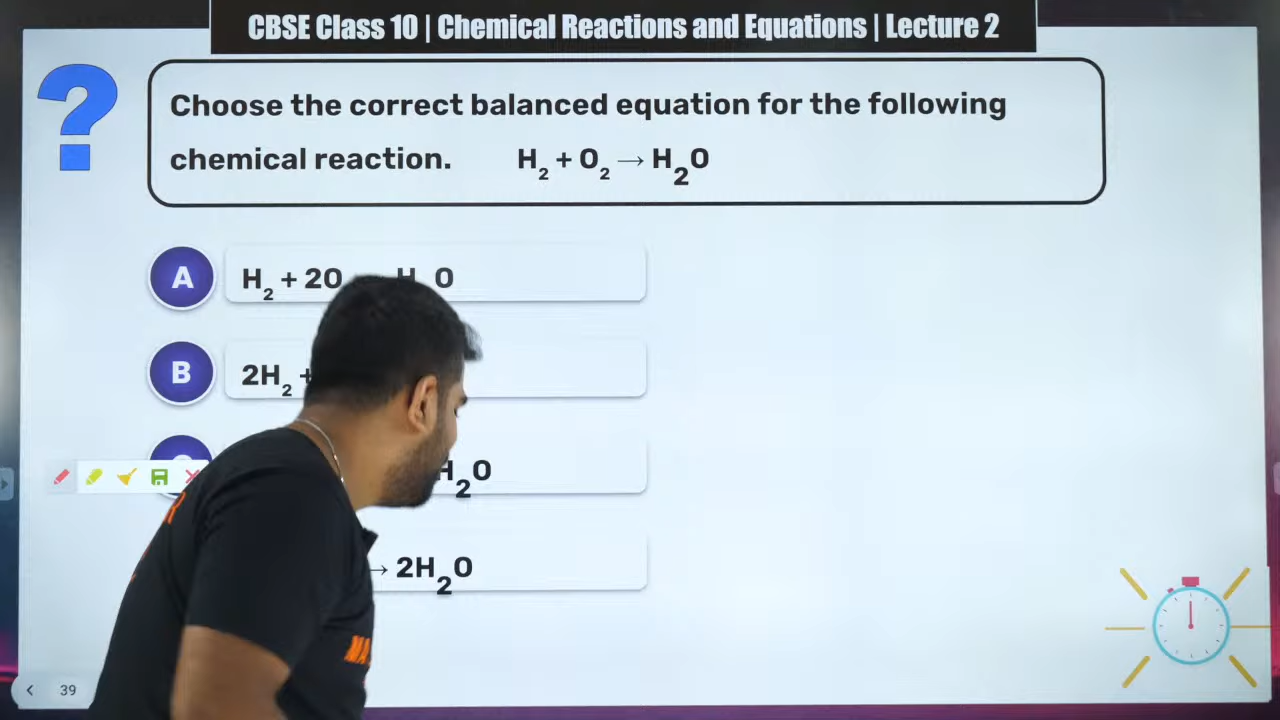 CBSE Class 10 | Chemical Reactions and Equations | Lecture 2
Choose the correct balanced equation for the following
chemical reaction. H₂ + O₂ → H₂O
A H₂ + 2O H O
B 2H₂ +
H₂O
→ 2H₂O
39